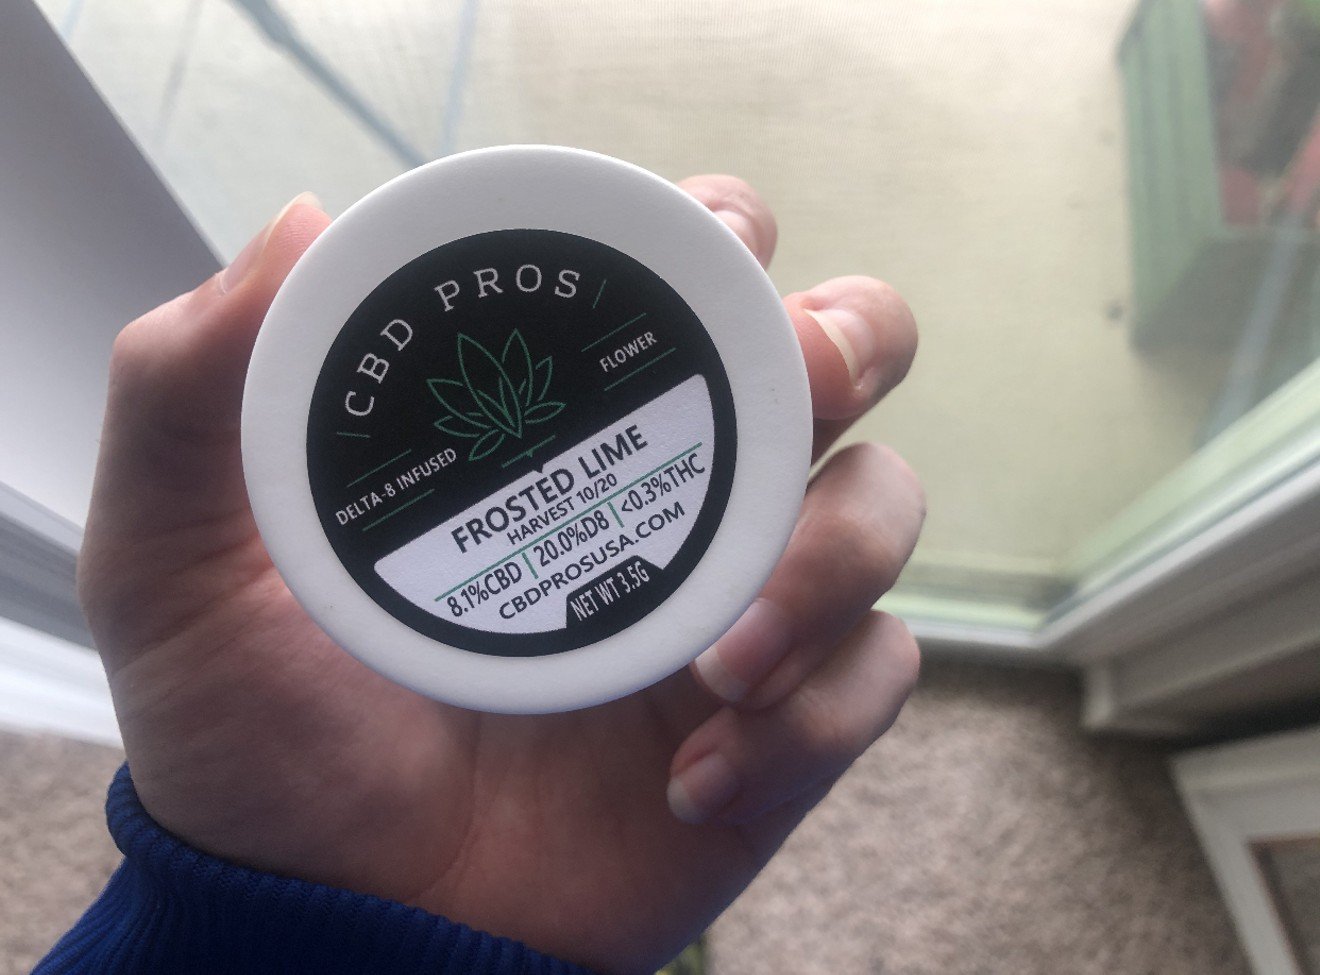 CBD PROS
FLOWER
DELTA-8 INFUSED
FROSTED LIME
HARVEST 10/20
8.1%CBD | 20.0%D8 | <0.3%THC
CBDPROSUSA.COM
NET WT 3.5G